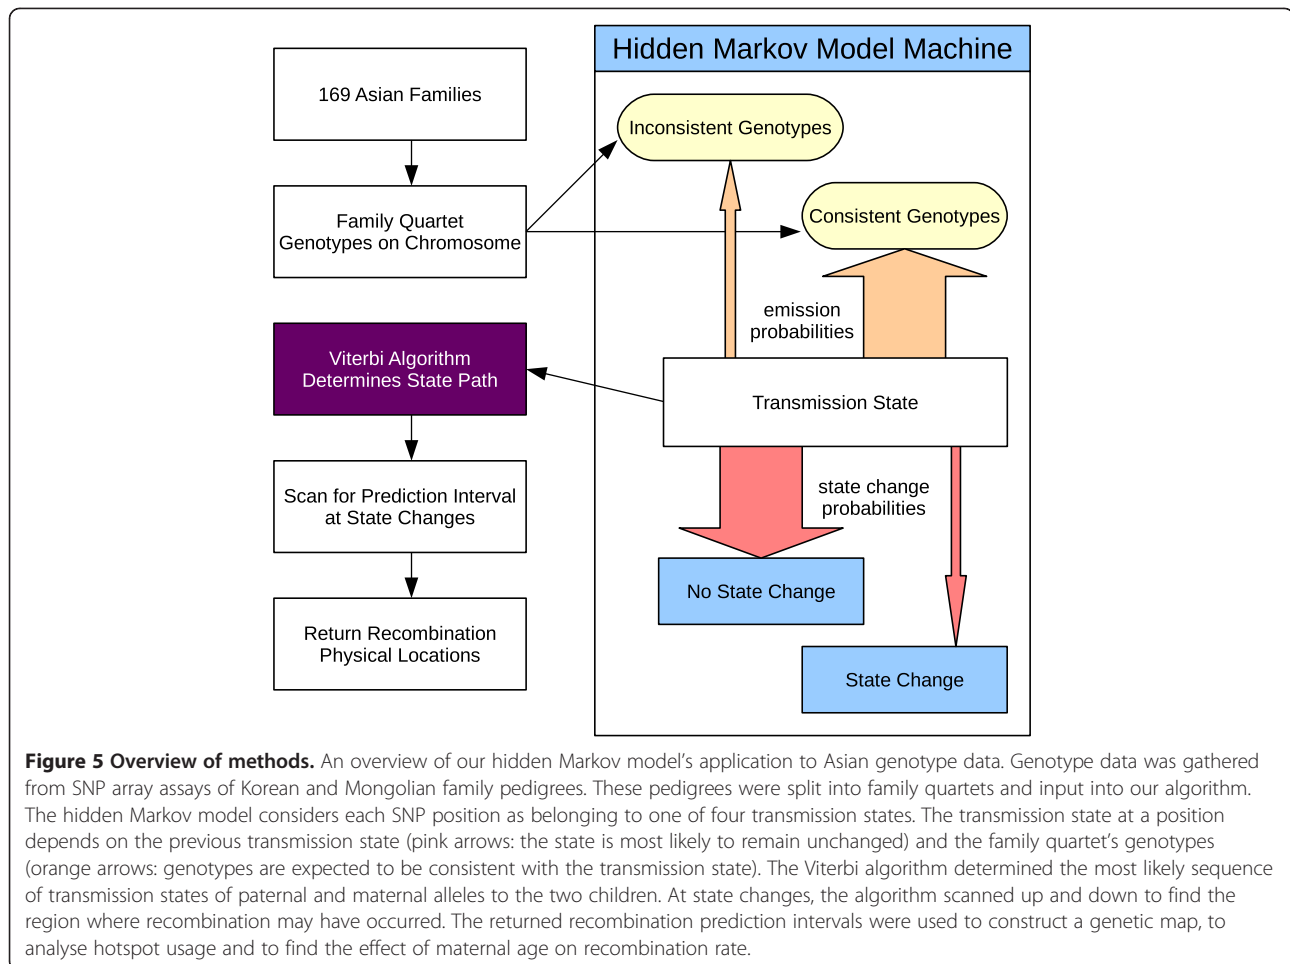 Hidden Markov Model Machine
169 Asian Families
Inconsistent Genotypes
Family Quartet
Genotypes on Chromosome
Consistent Genotypes
emission
probabilities
Viterbi Algorithm
Determines State Path
Transmission State
Scan for Prediction Interval
at State Changes
state change
probabilities
No State Change
Return Recombination
Physical Locations
State Change
Figure 5 Overview of methods. An overview of our hidden Markov model's application to Asian genotype data. Genotype data was gathered
from SNP array assays of Korean and Mongolian family pedigrees. These pedigrees were split into family quartets and input into our algorithm.
The hidden Markov model considers each SNP position as belonging to one of four transmission states. The transmission state at a position
depends on the previous transmission state (pink arrows: the state is most likely to remain unchanged) and the family quartet's genotypes
(orange arrows: genotypes are expected to be consistent with the transmission state). The Viterbi algorithm determined the most likely sequence
of transmission states of paternal and maternal alleles to the two children. At state changes, the algorithm scanned up and down to find the
region where recombination may have occurred. The returned recombination prediction intervals were used to construct a genetic map, to
analyse hotspot usage and to find the effect of maternal age on recombination rate.